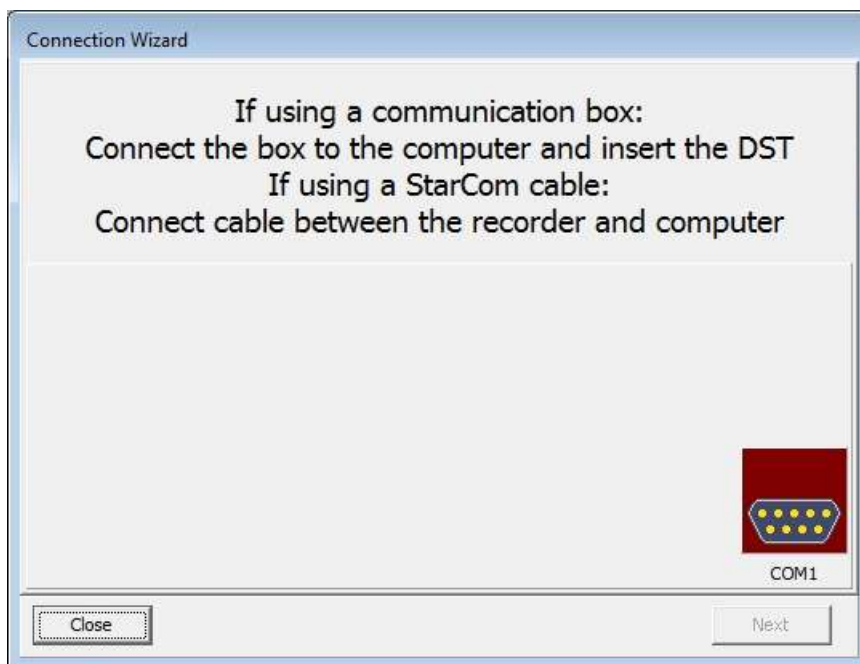 Connection Wizard
If using a communication box:
Connect the box to the computer and insert the DST
If using a StarCom cable:
Connect cable between the recorder and computer
COM1
Close
Next